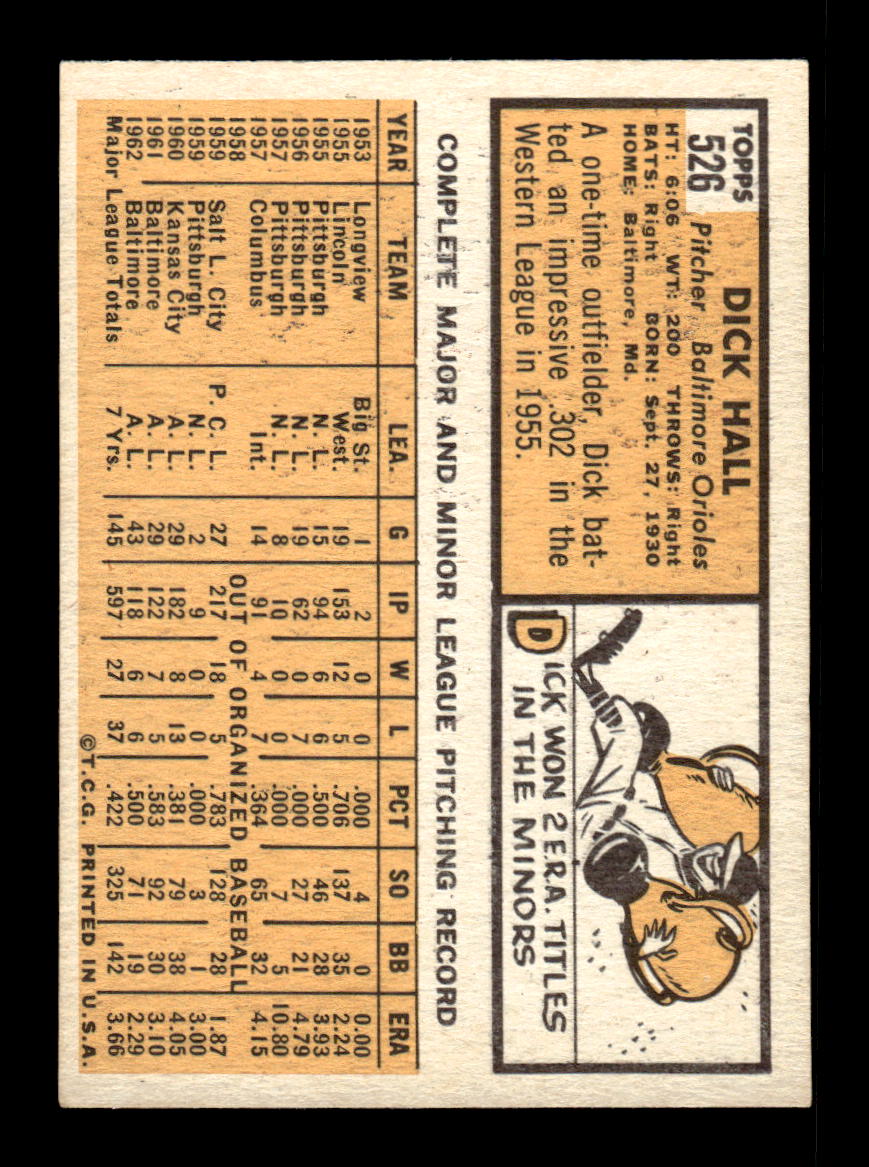 TOPPS
526
DICK HALL
Pitcher Baltimore Orioles
HT: 6:06 WT: 200 THROWS: Right
BATS: Right BORN: Sept. 27, 1930
HOME: Baltimore, Md.
A one-time outfielder, Dick bat-
ted an impressive .302 in the
Western League in 1955.
DICK WON 2 E.R.A. TITLES
IN THE MINORS
COMPLETE MAJOR AND MINOR LEAGUE PITCHING RECORD
YEAR TEAM LEA. G IP W L PCT SO BB ERA
1953 Longview Big St. 1 2 0 0 .000 4 0 0.00
1955 Lincoln West. 19 153 12 5 .706 137 35 2.24
1955 Pittsburgh N. L. 15 94 6 6 .500 46 28 3.93
1956 Pittsburgh N. L. 19 62 0 7 .000 27 21 4.79
1957 Pittsburgh N. L. 8 10 0 0 .000 7 5 10.80
1957 Columbus Int. 14 91 4 7 .364 65 32 4.15
1958 OUT OF ORGANIZED BASEBALL
1959 Salt L. City P. C. L. 27 217 18 5 .783 128 28 1.87
1959 Pittsburgh N. L. 2 9 0 0 .000 3 1 3.00
1960 Kansas City A. L. 29 182 8 13 .381 79 38 4.05
1961 Baltimore A. L. 29 122 7 5 .583 92 30 3.10
1962 Baltimore A. L. 43 118 6 6 .500 71 19 2.29
Major League Totals 7 Yrs. 145 597 27 37 .422 325 142 3.66
©T.C.G. PRINTED IN U.S.A.